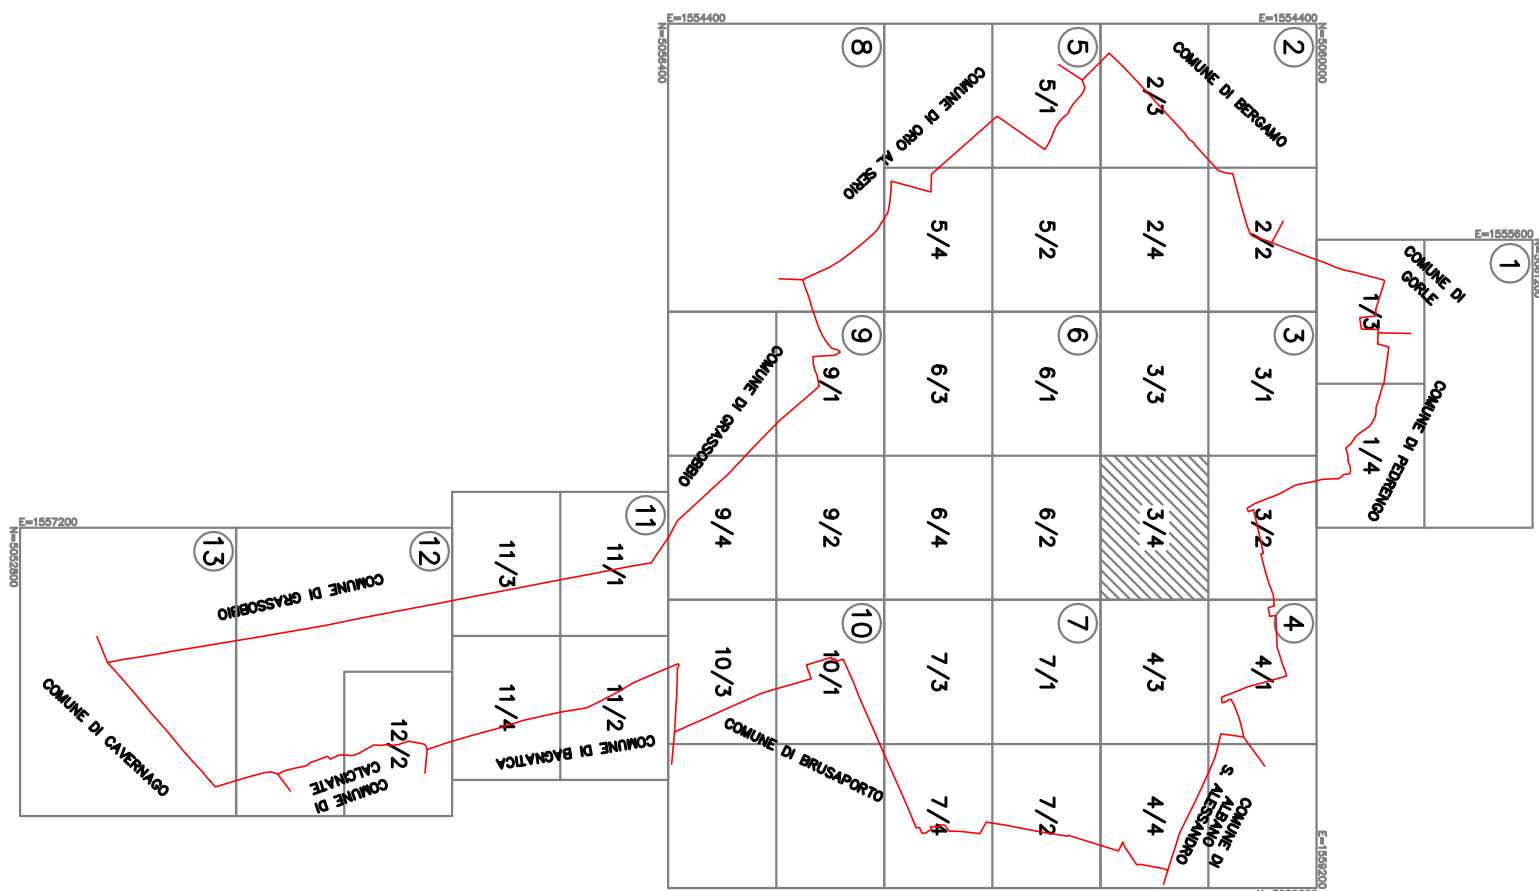 E=1554400
N=5056400
E=1554400
N=5060000
E=1555600
E=1557200
N=5052800
E=1559200
1
2
3
4
5
6
7
8
9
10
11
12
13
1/3
1/4
2/2
2/3
2/4
3/1
3/2
3/3
3/4
4/1
4/3
4/4
5/1
5/2
5/4
6/1
6/2
6/3
6/4
7/1
7/2
7/3
7/4
9/1
9/2
9/4
10/1
10/3
11/1
11/2
11/3
11/4
12/2
COMUNE DI BERGAMO
COMUNE DI
GORLE
COMUNE DI PEDRENGO
COMUNE DI ORIO AL SERIO
COMUNE DI GRASSOBBIO
COMUNE DI GRASSOBBIO
COMUNE DI
ALBANO
S. ALESSANDRO
COMUNE DI BRUSAPORTO
COMUNE DI BAGNATICA
COMUNE DI
CALCINATE
COMUNE DI CAVERNAGO